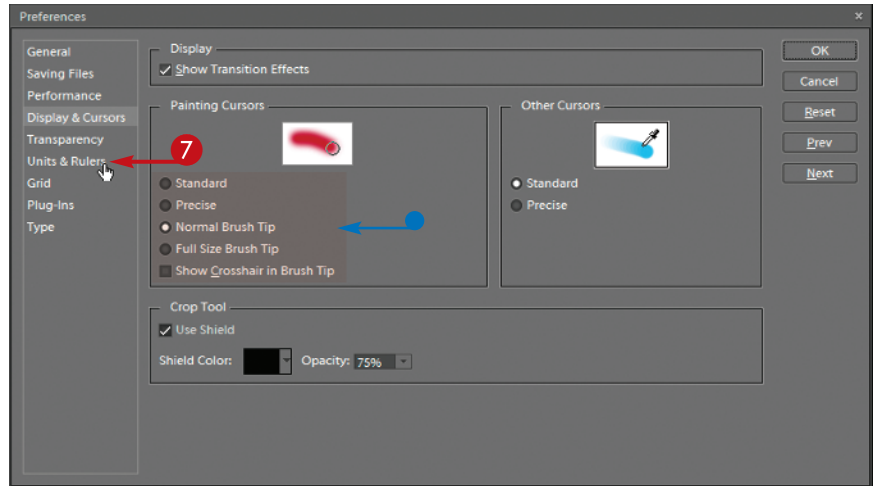 Preferences
×
General
Saving Files
Performance
Display & Cursors
Transparency
Units & Rulers
Grid
Plug-Ins
Type
7
Display
Show Transition Effects
Painting Cursors
Standard
Precise
Normal Brush Tip
Full Size Brush Tip
Show Crosshair in Brush Tip
Other Cursors
Standard
Precise
Crop Tool
Use Shield
Shield Color: Opacity: 75%
OK
Cancel
Reset
Prev
Next